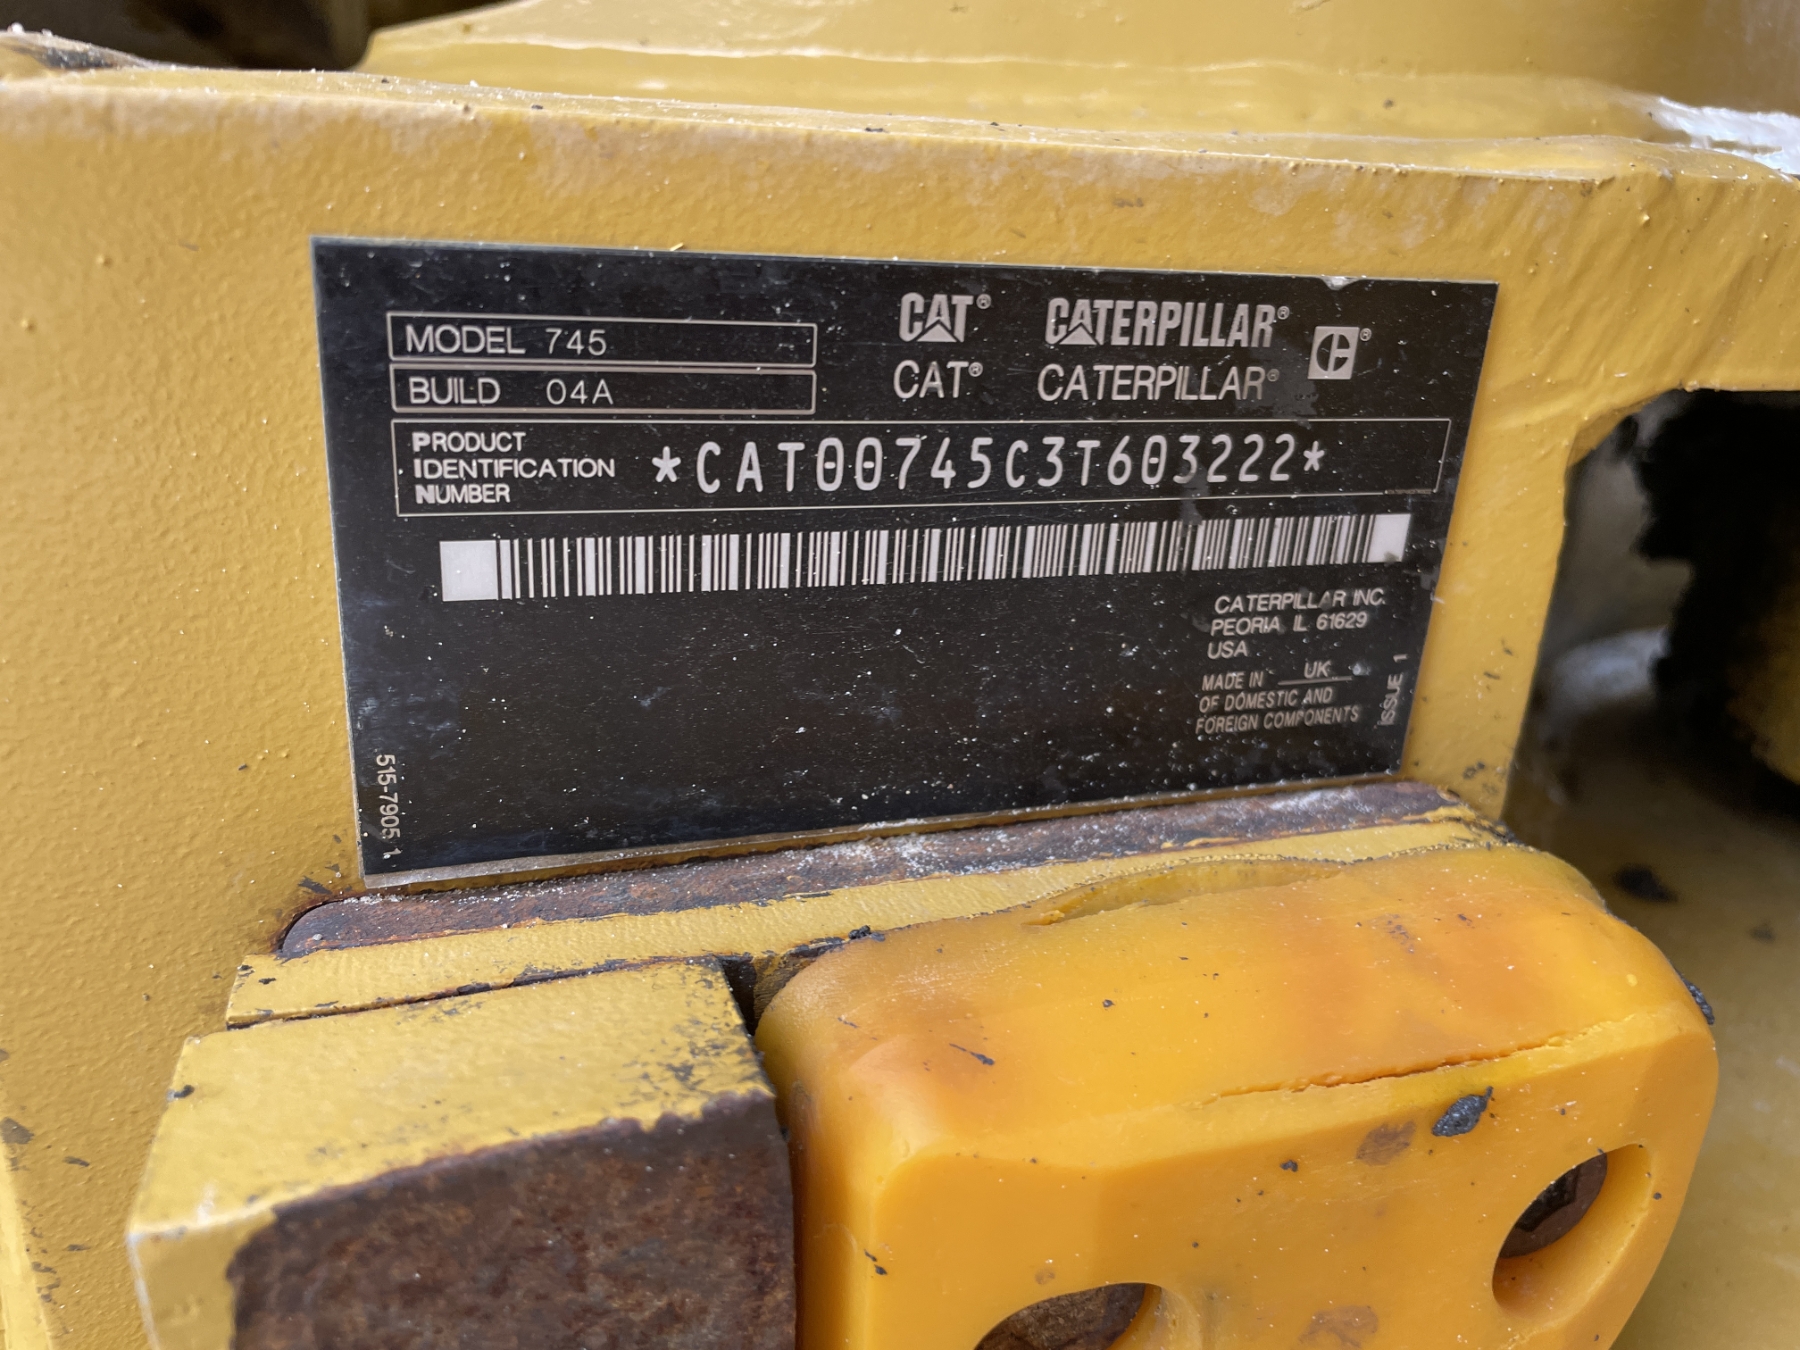 MODEL 745
BUILD 04A
CAT® CATERPILLAR® ®
CAT® CATERPILLAR®
PRODUCT
IDENTIFICATION
NUMBER
*CAT00745C3T603222*
CATERPILLAR INC.
PEORIA IL 61629
USA
MADE IN UK
OF DOMESTIC AND
FOREIGN COMPONENTS
ISSUE 1
515-7905 1